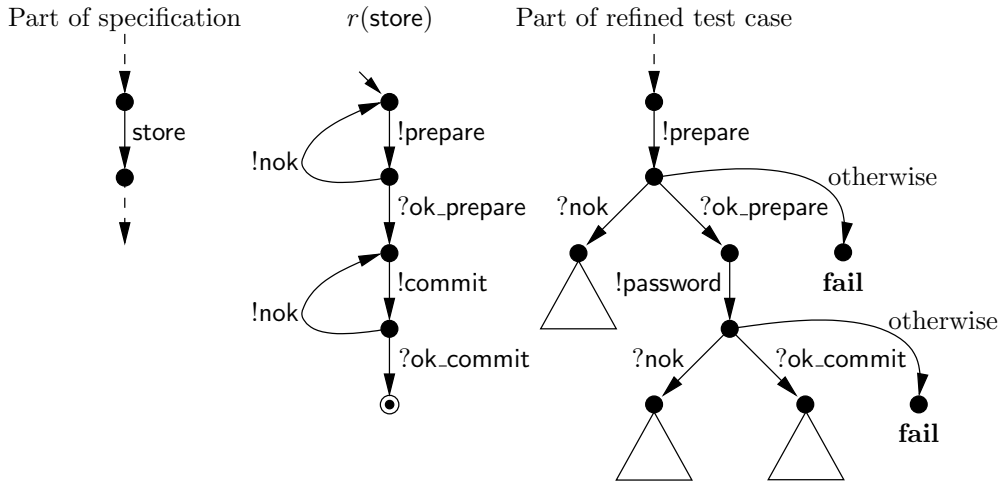 Part of specification
r(store)
Part of refined test case
store
!prepare
!nok
?ok_prepare
!commit
!nok
?ok_commit
!prepare
otherwise
?nok
?ok_prepare
fail
!password
otherwise
?nok
?ok_commit
fail